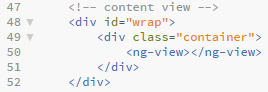 47 <!-- content view -->
48 ▼ <div id="wrap">
49 ▼ <div class="container">
50 <ng-view></ng-view>
51 </div>
52 </div>